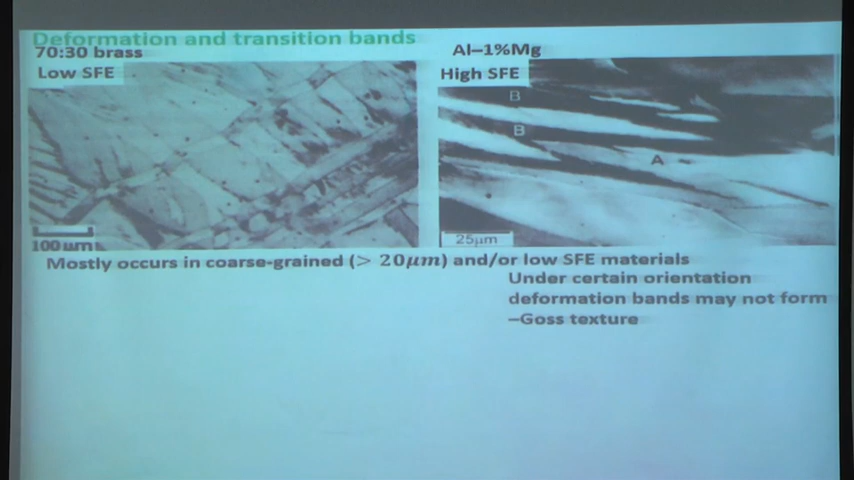 Deformation and transition bands
70:30 brass
Low SFE
100 µm
Al–1%Mg
High SFE
B
B
A
25µm
Mostly occurs in coarse-grained (> 20μm) and/or low SFE materials
Under certain orientation
deformation bands may not form
–Goss texture